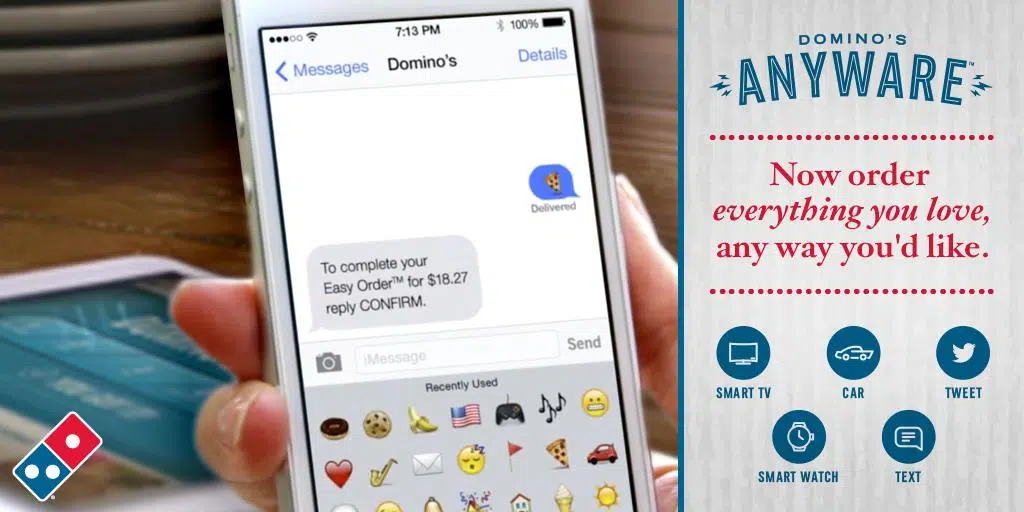 7:13 PM
100%
Messages
Domino's
Details
Delivered
To complete your
Easy Order™ for $18.27
reply CONFIRM.
iMessage
Send
Recently Used
DOMINO'S
ANYWARE™
Now order
everything you love,
any way you'd like.
SMART TV
CAR
TWEET
SMART WATCH
TEXT